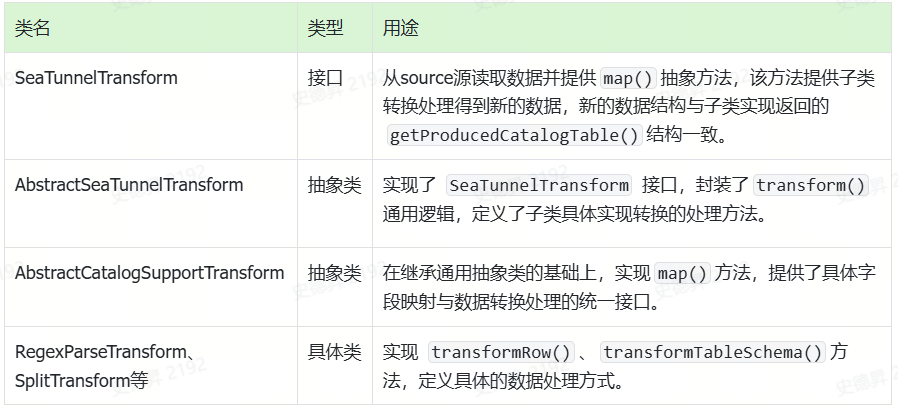 类名 类型 用途
SeaTunnelTransform 接口 从source源读取数据并提供 map() 抽象方法，该方法提供子类
转换处理得到新的数据，新的数据结构与子类实现返回的
getProducedCatalogTable() 结构一致。
AbstractSeaTunnelTransform 抽象类 实现了 SeaTunnelTransform 接口，封装了 transform()
通用逻辑，定义了子类具体实现转换的处理方法。
AbstractCatalogSupportTransform 抽象类 在继承通用抽象类的基础上，实现 map() 方法，提供了具体字
段映射与数据转换处理的统一接口。
RegexParseTransform、 具体类 实现 transformRow() 、 transformTableSchema() 方
SplitTransform等 法，定义具体的数据处理方式。
史德昇 2192